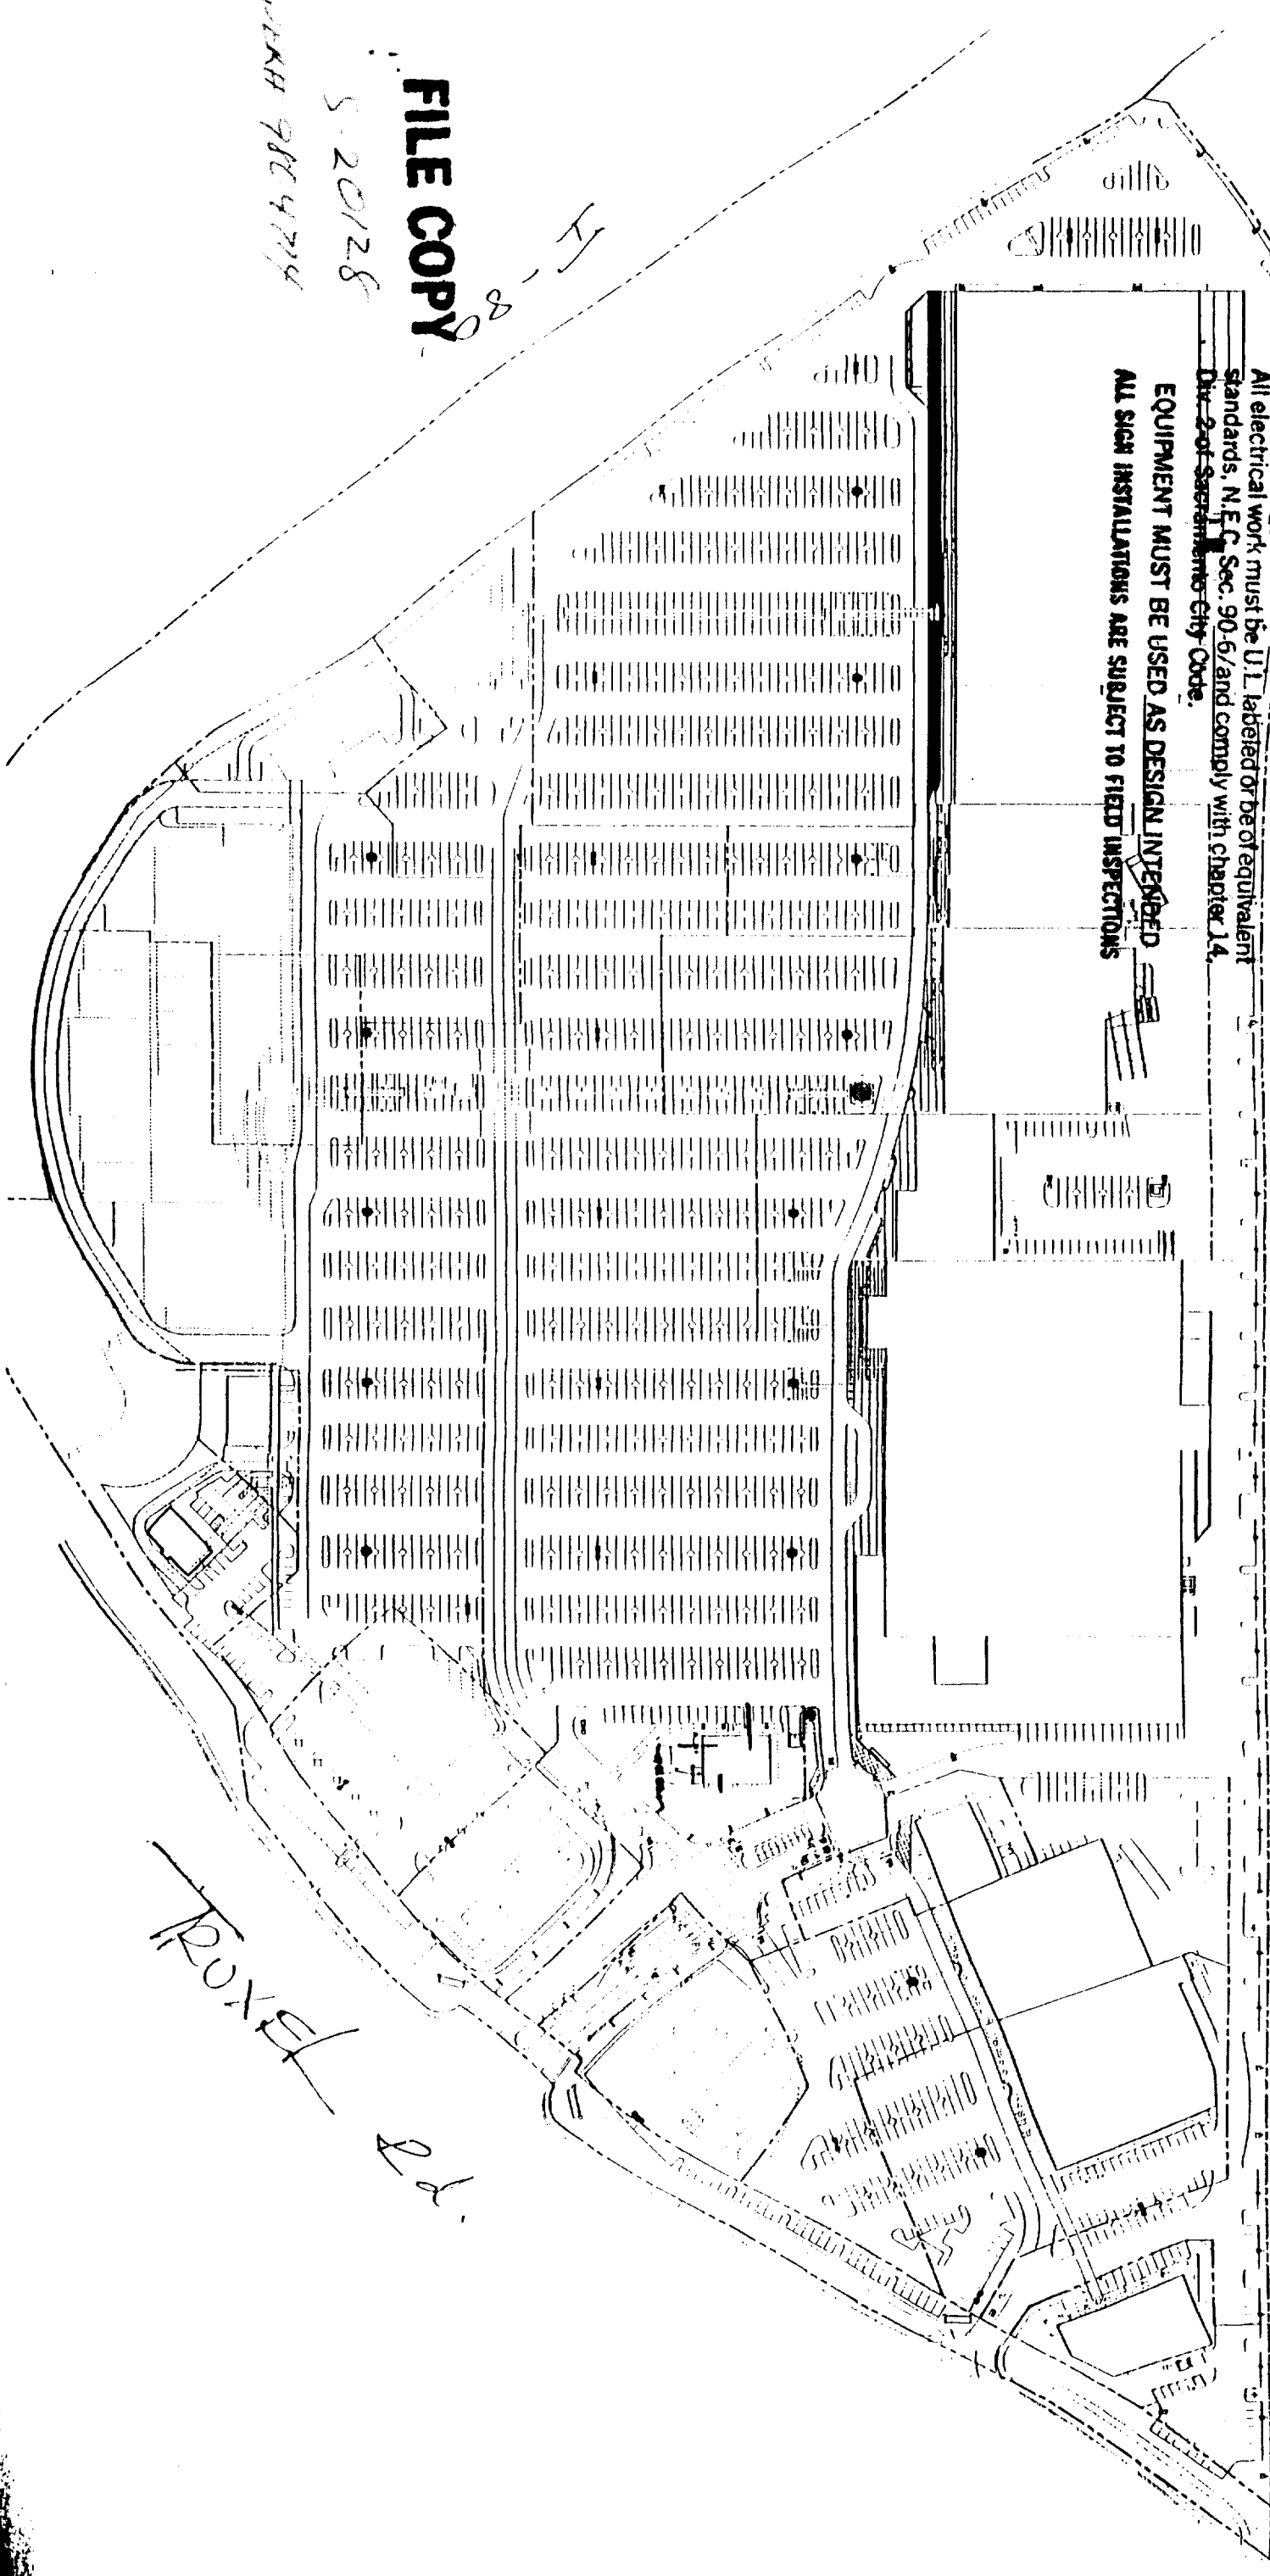 All electrical work must be U.L. labeled or be of equivalent
standards, N.E.C. Sec. 90-6/and comply with chapter 14,
Div. 2 of Sacramento City Code.
EQUIPMENT MUST BE USED AS DESIGN INTENDED
ALL SIGN INSTALLATIONS ARE SUBJECT TO FIELD INSPECTIONS
I-80
FILE COPY
S-20128
TRUXEL Rd.